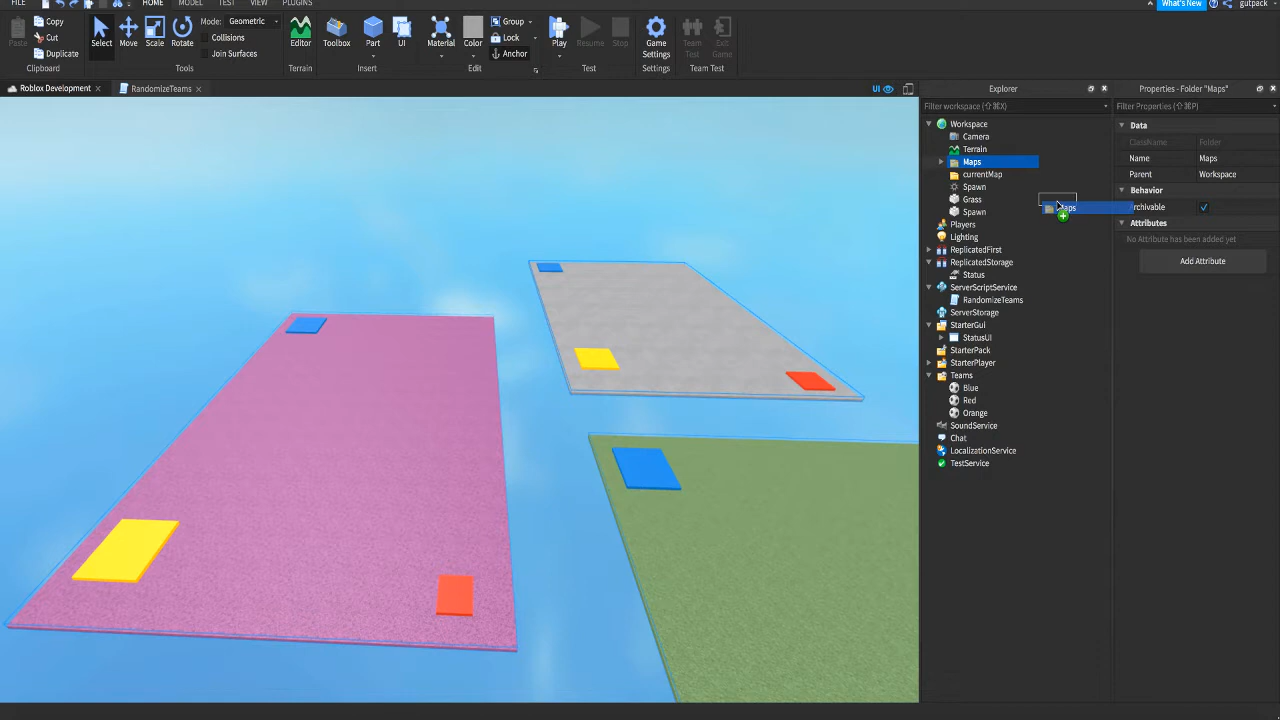 FILE HOME MODEL TEST VIEW PLUGINS What's New gutpack
Copy Mode: Geometric Group
Cut Collisions Lock
Paste Duplicate Select Move Scale Rotate Join Surfaces Editor Toolbox Part UI Material Color Anchor Play Resume Stop Game Settings Team Test Exit Game
Clipboard Tools Terrain Insert Edit Test Settings Team Test
Roblox Development RandomizeTeams UI Explorer Properties - Folder "Maps"
Filter workspace (⇧⌘X) Filter Properties (⇧⌘P)
Workspace Data
Camera ClassName Folder
Terrain Name Maps
Maps Parent Workspace
currentMap Behavior
Spawn Archivable
Grass Maps
Spawn Attributes
Players No Attribute has been added yet
Lighting Add Attribute
ReplicatedFirst
ReplicatedStorage
Status
ServerScriptService
RandomizeTeams
ServerStorage
StarterGui
StatusUI
StarterPack
StarterPlayer
Teams
Blue
Red
Orange
SoundService
Chat
LocalizationService
TestService